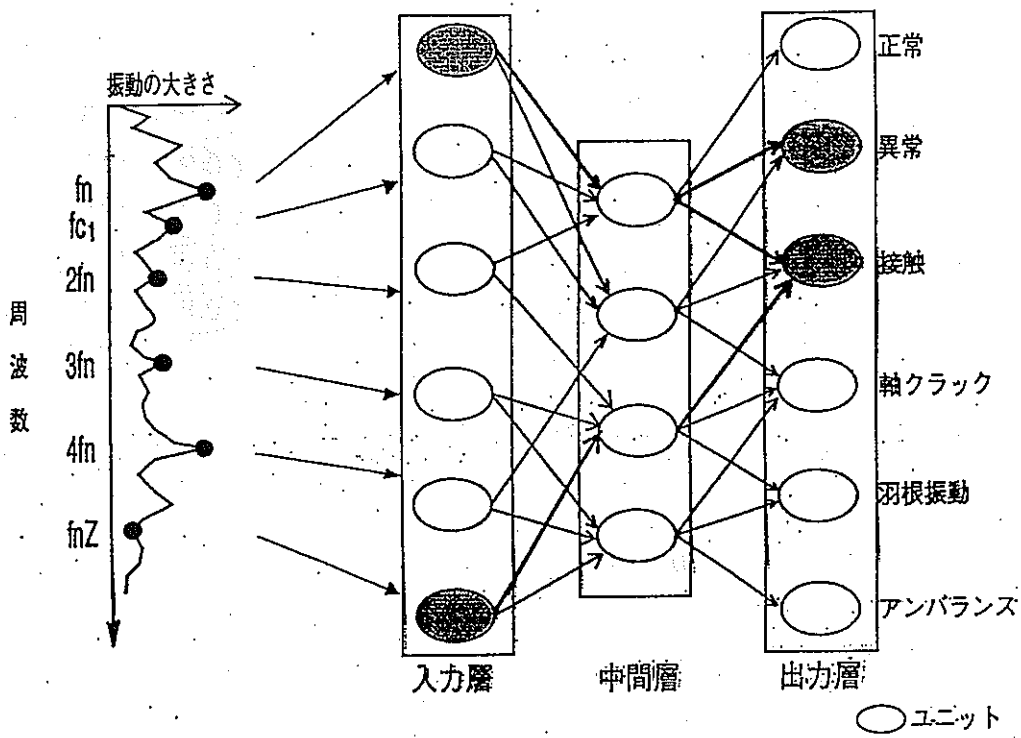 振動の大きさ
fn
fc1
2fn
3fn
4fn
fnZ
周波数
正常
異常
接触
軸クラック
羽根振動
アンバランス
入力層
中間層
出力層
ユニット